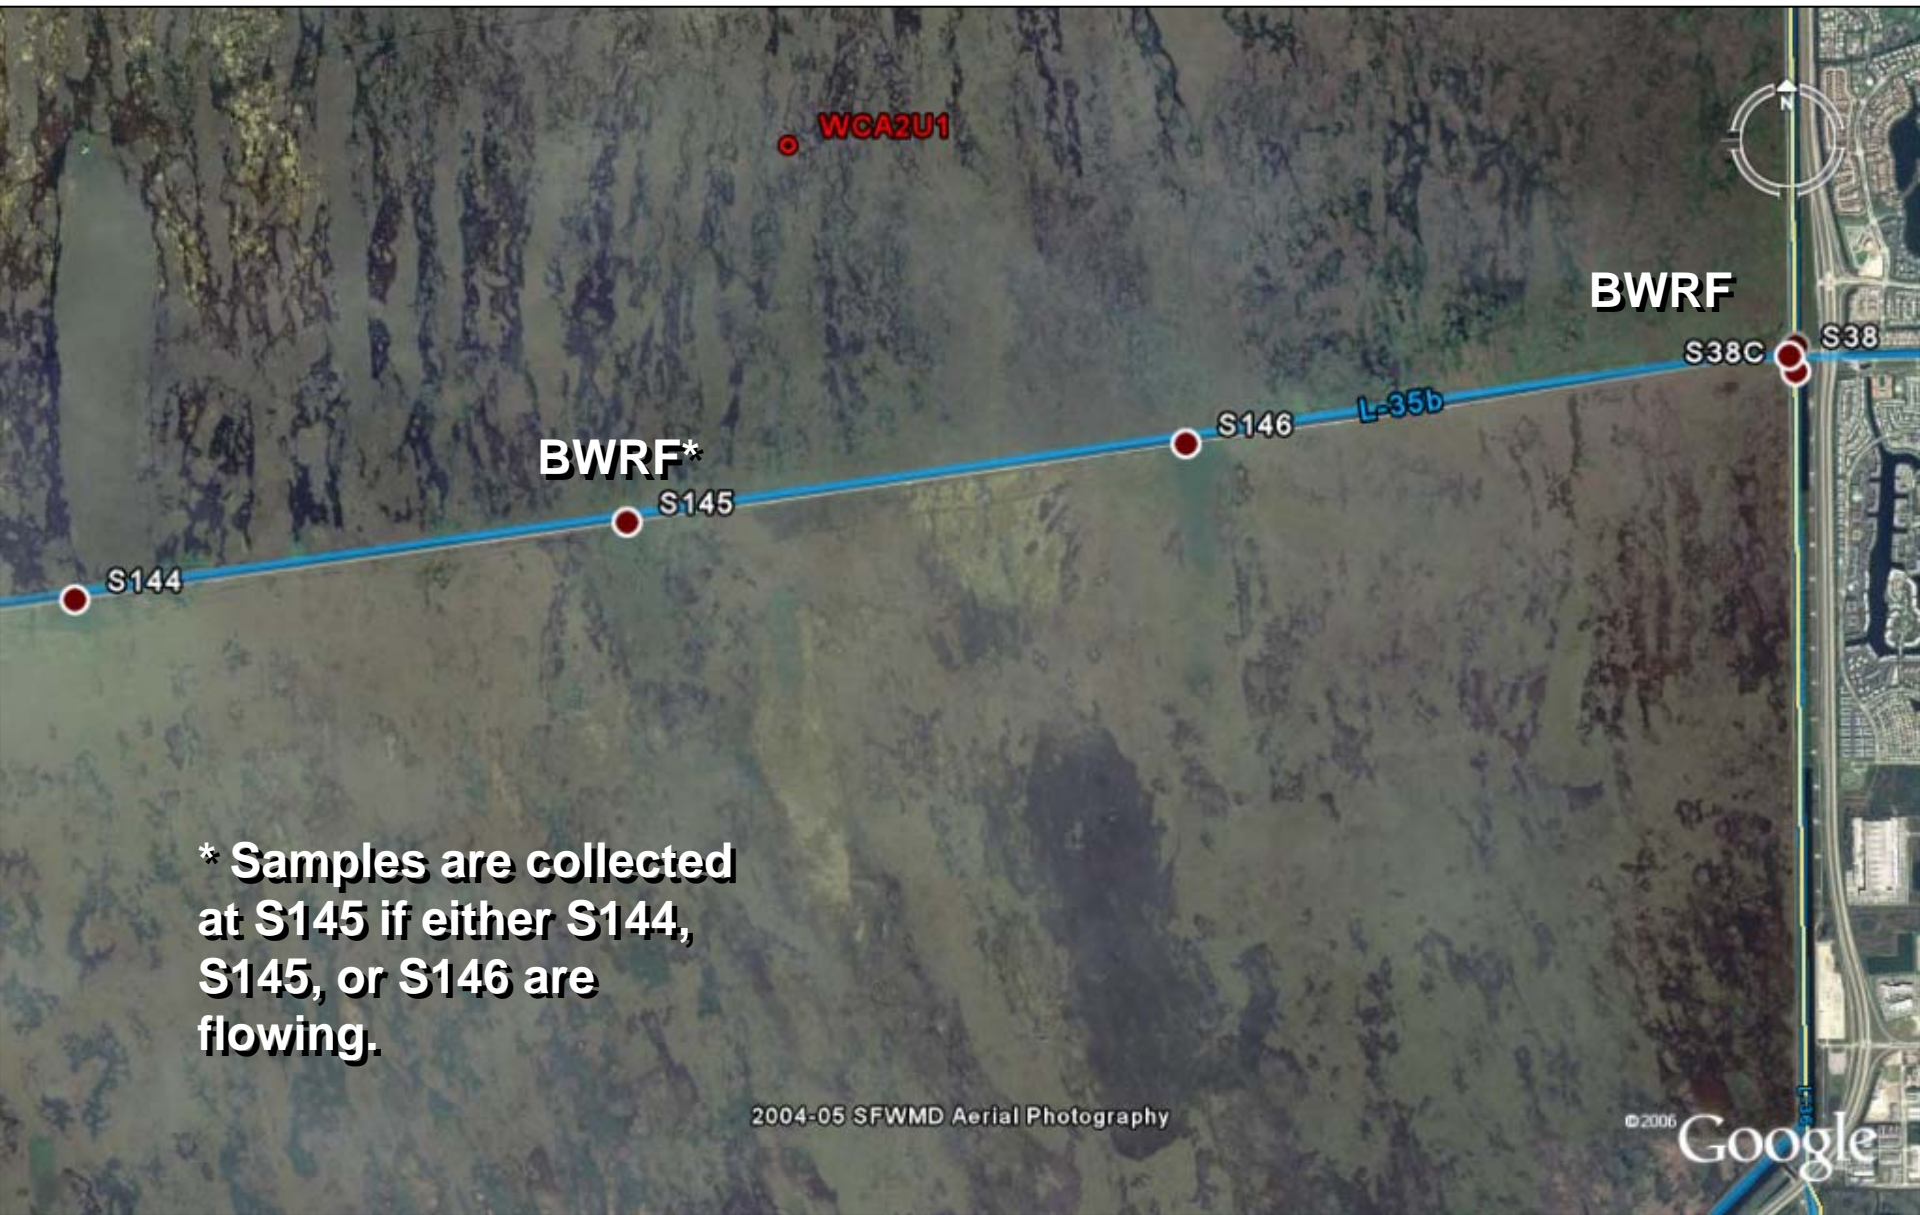 WCA2U1
N
BWRF
S38C
S38
L-35b
S146
BWRF*
S145
S144
* Samples are collected
at S145 if either S144,
S145, or S146 are
flowing.
2004-05 SFWMD Aerial Photography
©2006 Google